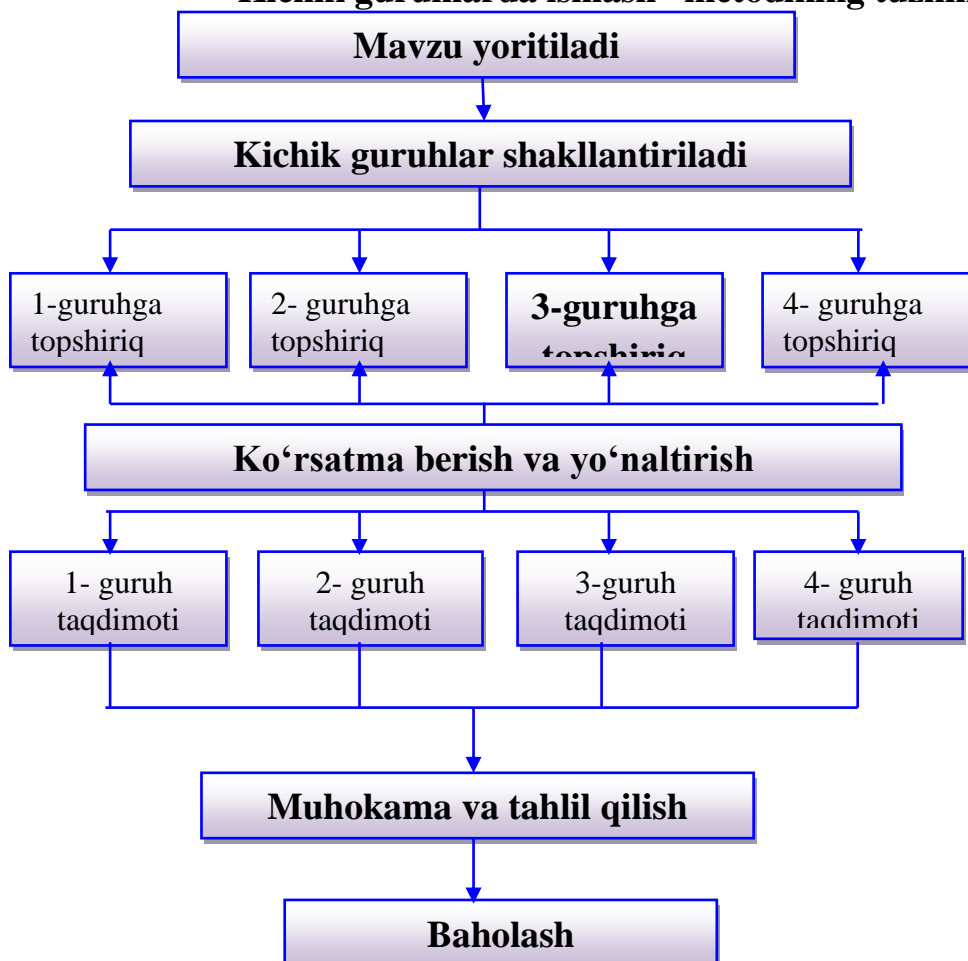 Mavzu yoritiladi
Kichik guruhlar shakllantiriladi
1-guruhga
topshiriq
2- guruhga
topshiriq
3-guruhga
topshiriq
4- guruhga
topshiriq
Ko‘rsatma berish va yo‘naltirish
1- guruh
taqdimoti
2- guruh
taqdimoti
3-guruh
taqdimoti
4- guruh
taqdimoti
Muhokama va tahlil qilish
Baholash